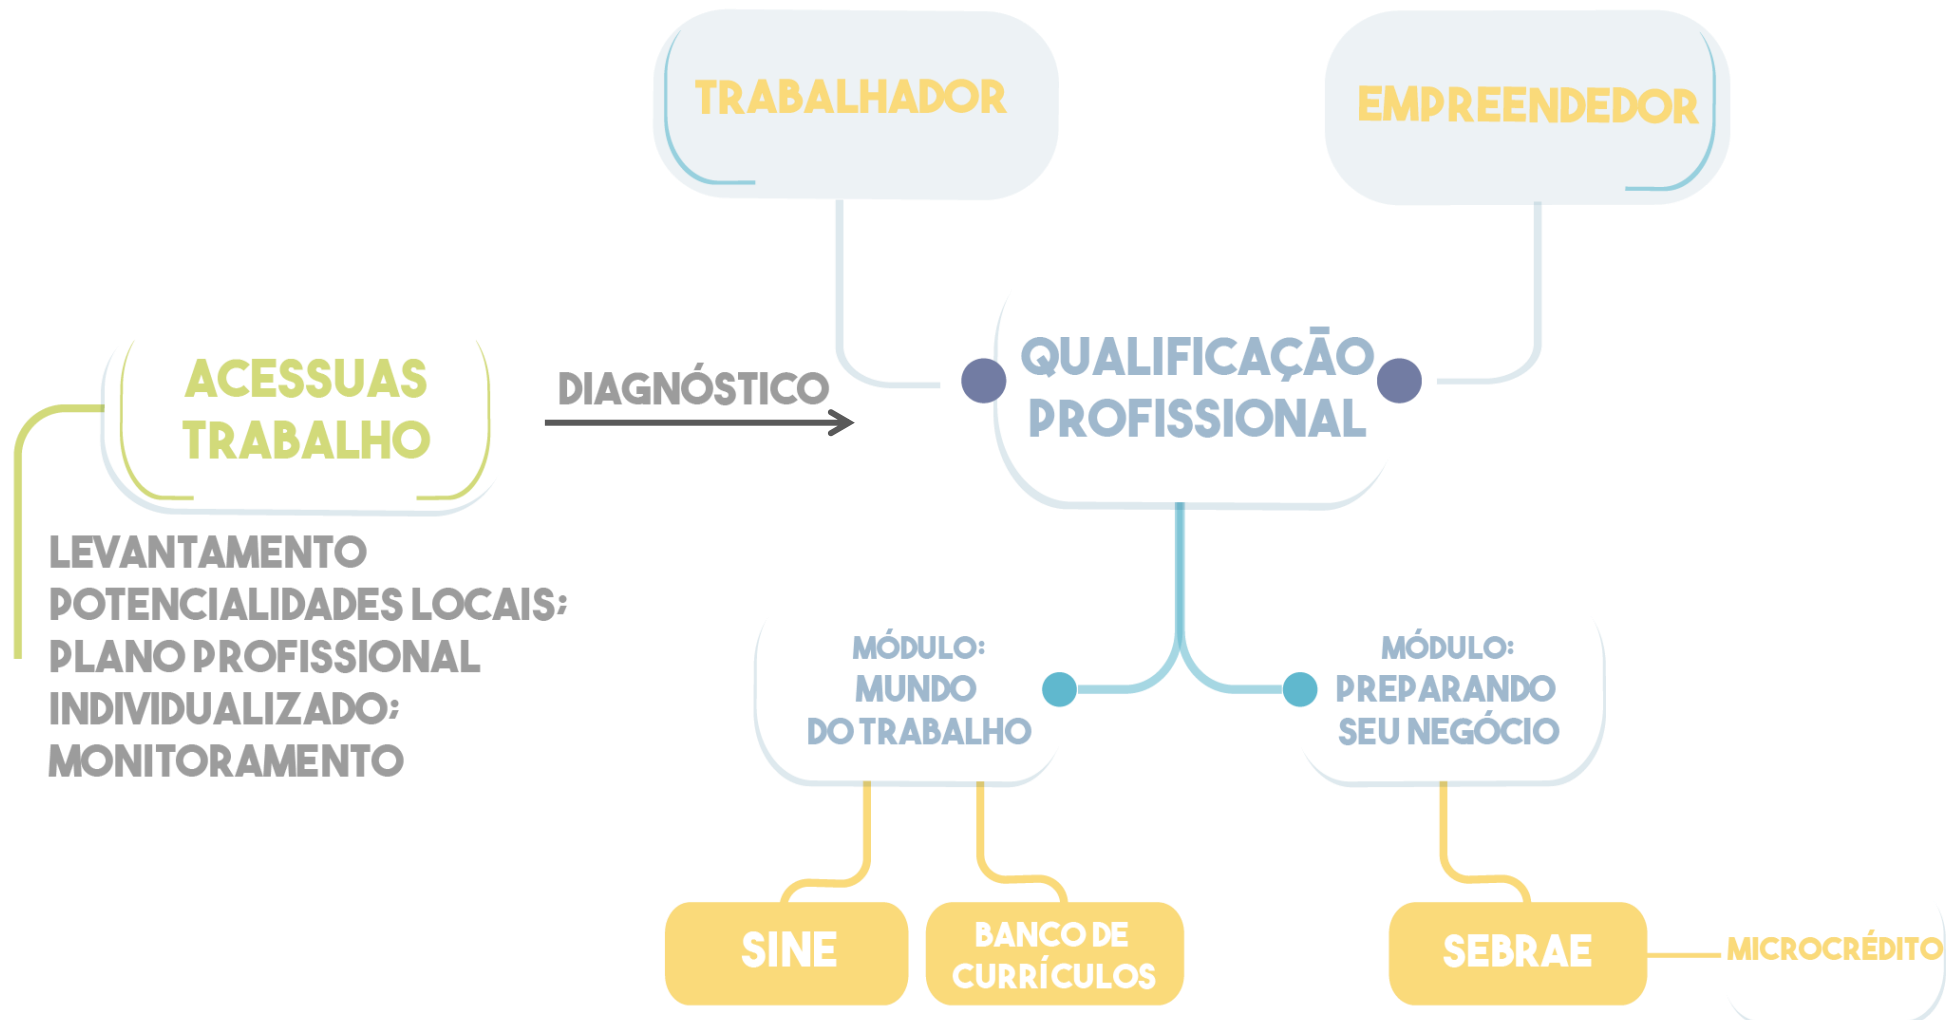 TRABALHADOR
EMPREENDEDOR
ACESSUAS
TRABALHO
DIAGNÓSTICO
QUALIFICAÇÃO
PROFISSIONAL
LEVANTAMENTO
POTENCIALIDADES LOCAIS;
PLANO PROFISSIONAL
INDIVIDUALIZADO;
MONITORAMENTO
MÓDULO:
MUNDO
DO TRABALHO
MÓDULO:
PREPARANDO
SEU NEGÓCIO
SINE
BANCO DE
CURRÍCULOS
SEBRAE
MICROCRÉDITO